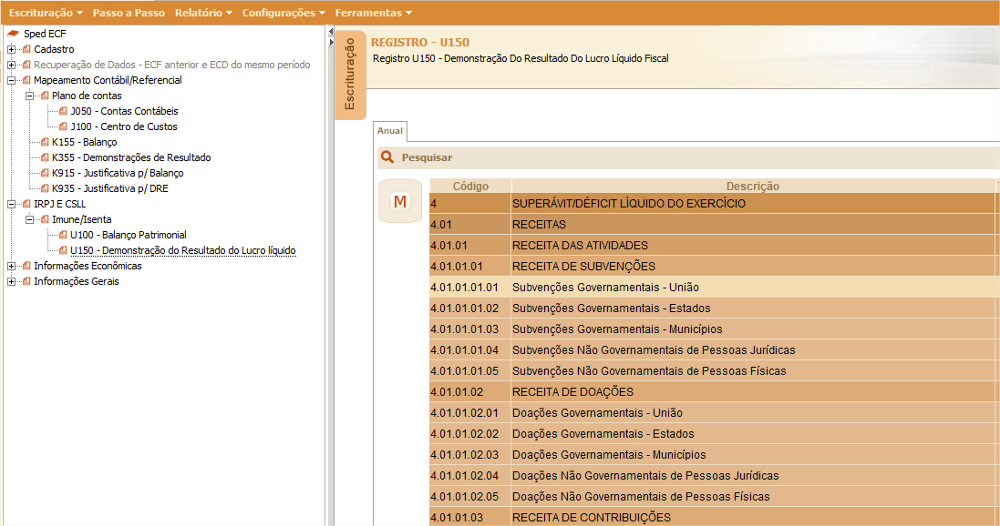 Escrituração Passo a Passo Relatório Configurações Ferramentas
Sped ECF
Cadastro
Recuperação de Dados - ECF anterior e ECD do mesmo período
Mapeamento Contábil/Referencial
Plano de contas
J050 - Contas Contábeis
J100 - Centro de Custos
K155 - Balanço
K355 - Demonstrações de Resultado
K915 - Justificativa p/ Balanço
K935 - Justificativa p/ DRE
IRPJ E CSLL
Imune/Isenta
U100 - Balanço Patrimonial
U150 - Demonstração do Resultado do Lucro líquido
Informações Econômicas
Informações Gerais
Escrituração
REGISTRO - U150
Registro U150 - Demonstração Do Resultado Do Lucro Líquido Fiscal
Anual
Pesquisar
M
Código Descrição
4 SUPERÁVIT/DÉFICIT LÍQUIDO DO EXERCÍCIO
4.01 RECEITAS
4.01.01 RECEITA DAS ATIVIDADES
4.01.01.01 RECEITA DE SUBVENÇÕES
4.01.01.01.01 Subvenções Governamentais - União
4.01.01.01.02 Subvenções Governamentais - Estados
4.01.01.01.03 Subvenções Governamentais - Municípios
4.01.01.01.04 Subvenções Não Governamentais de Pessoas Jurídicas
4.01.01.01.05 Subvenções Não Governamentais de Pessoas Físicas
4.01.01.02 RECEITA DE DOAÇÕES
4.01.01.02.01 Doações Governamentais - União
4.01.01.02.02 Doações Governamentais - Estados
4.01.01.02.03 Doações Governamentais - Municípios
4.01.01.02.04 Doações Não Governamentais de Pessoas Jurídicas
4.01.01.02.05 Doações Não Governamentais de Pessoas Físicas
4.01.01.03 RECEITA DE CONTRIBUIÇÕES